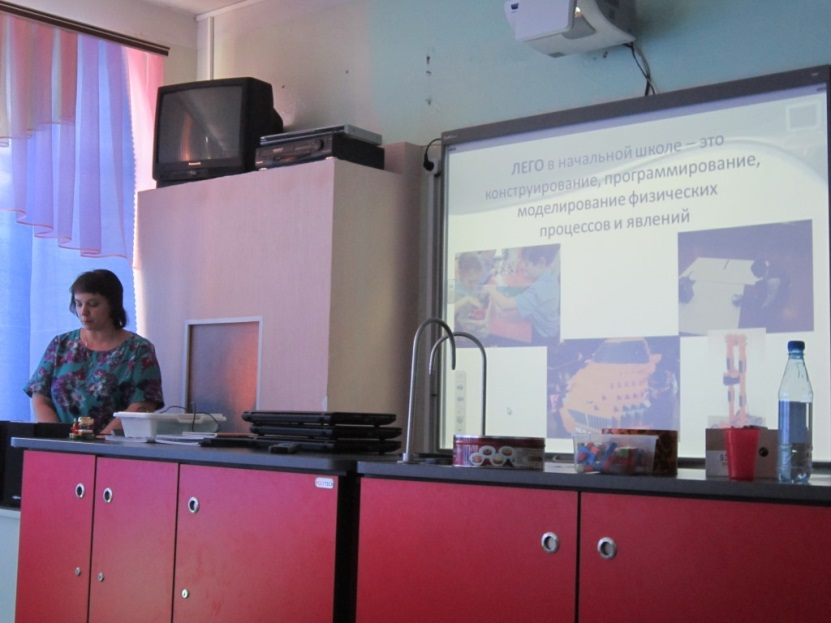 ЛЕГО в начальной школе – это
конструирование, программирование,
моделирование физических
процессов и явлений